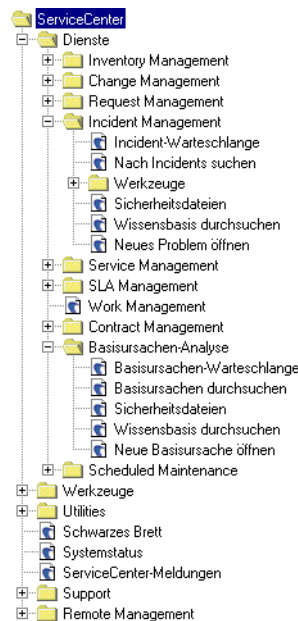 ServiceCenter
Dienste
Inventory Management
Change Management
Request Management
Incident Management
Incident-Warteschlange
Nach Incidents suchen
Werkzeuge
Sicherheitsdateien
Wissensbasis durchsuchen
Neues Problem öffnen
Service Management
SLA Management
Work Management
Contract Management
Basisursachen-Analyse
Basisursachen-Warteschlange
Basisursachen durchsuchen
Sicherheitsdateien
Wissensbasis durchsuchen
Neue Basisursache öffnen
Scheduled Maintenance
Werkzeuge
Utilities
Schwarzes Brett
Systemstatus
ServiceCenter-Meldungen
Support
Remote Management